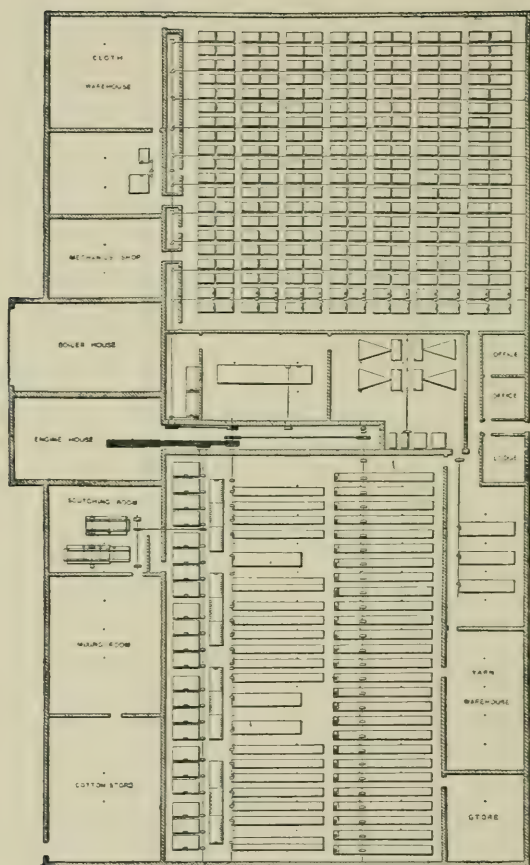 CLOTH
WAREHOUSE
MECHANICS SHOP
BOILER HOUSE
OFFICE
OFFICE
ENGINE HOUSE
LODGE
SCUTCHING ROOM
MIXING ROOM
YARN
WAREHOUSE
COTTON STORE
STORE